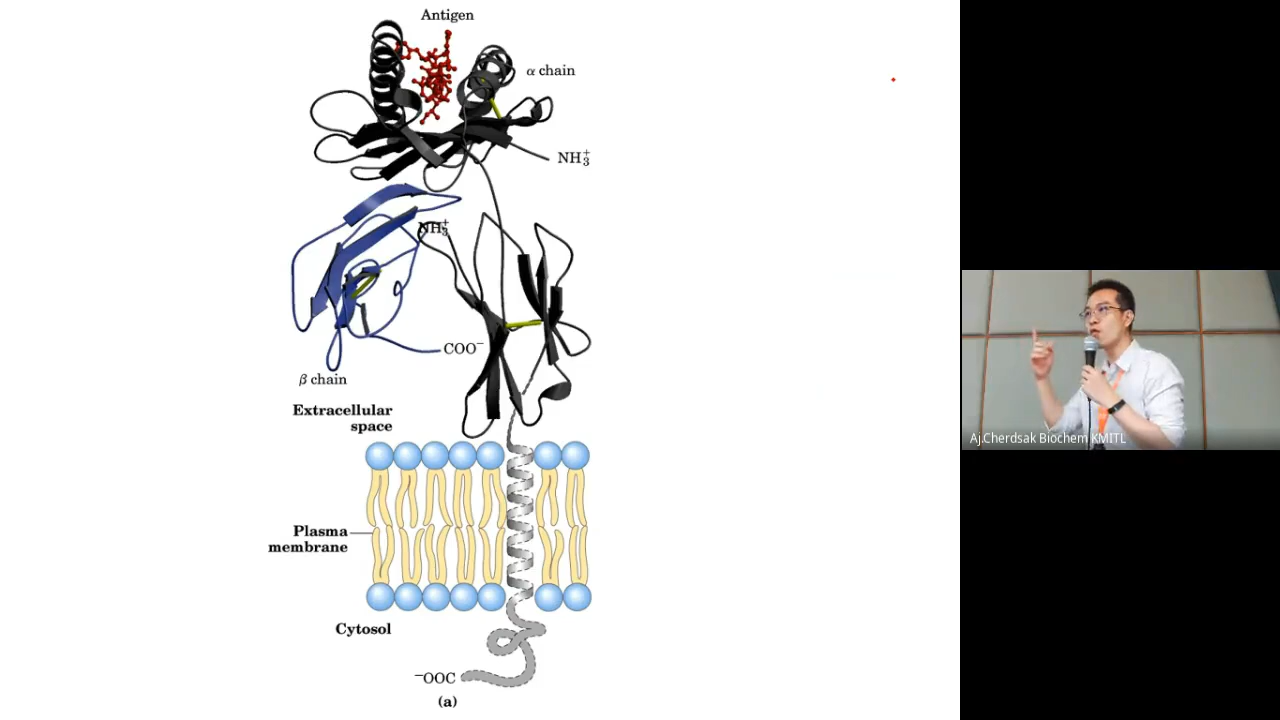 Antigen
α chain
NH₃⁺
NH₃⁺
COO⁻
β chain
Extracellular
space
Plasma
membrane
Cytosol
⁻OOC
(a)
Aj.Cherdsak Biochem KMITL